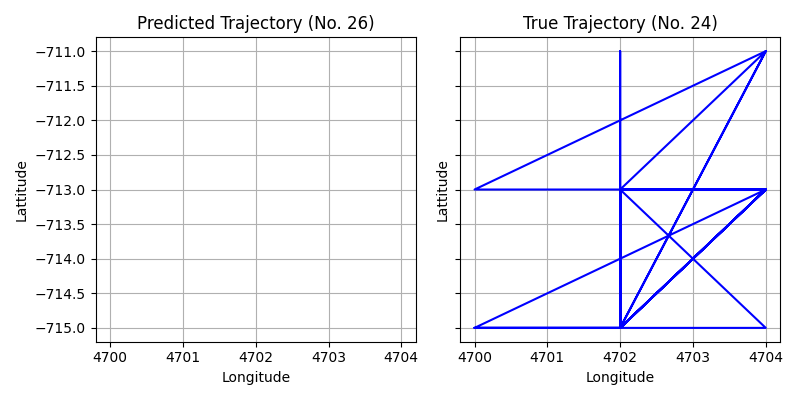 Predicted Trajectory (No. 26)
Lattitude
−711.0
−711.5
−712.0
−712.5
−713.0
−713.5
−714.0
−714.5
−715.0
4700 4701 4702 4703 4704
Longitude
True Trajectory (No. 24)
Lattitude
4700 4701 4702 4703 4704
Longitude